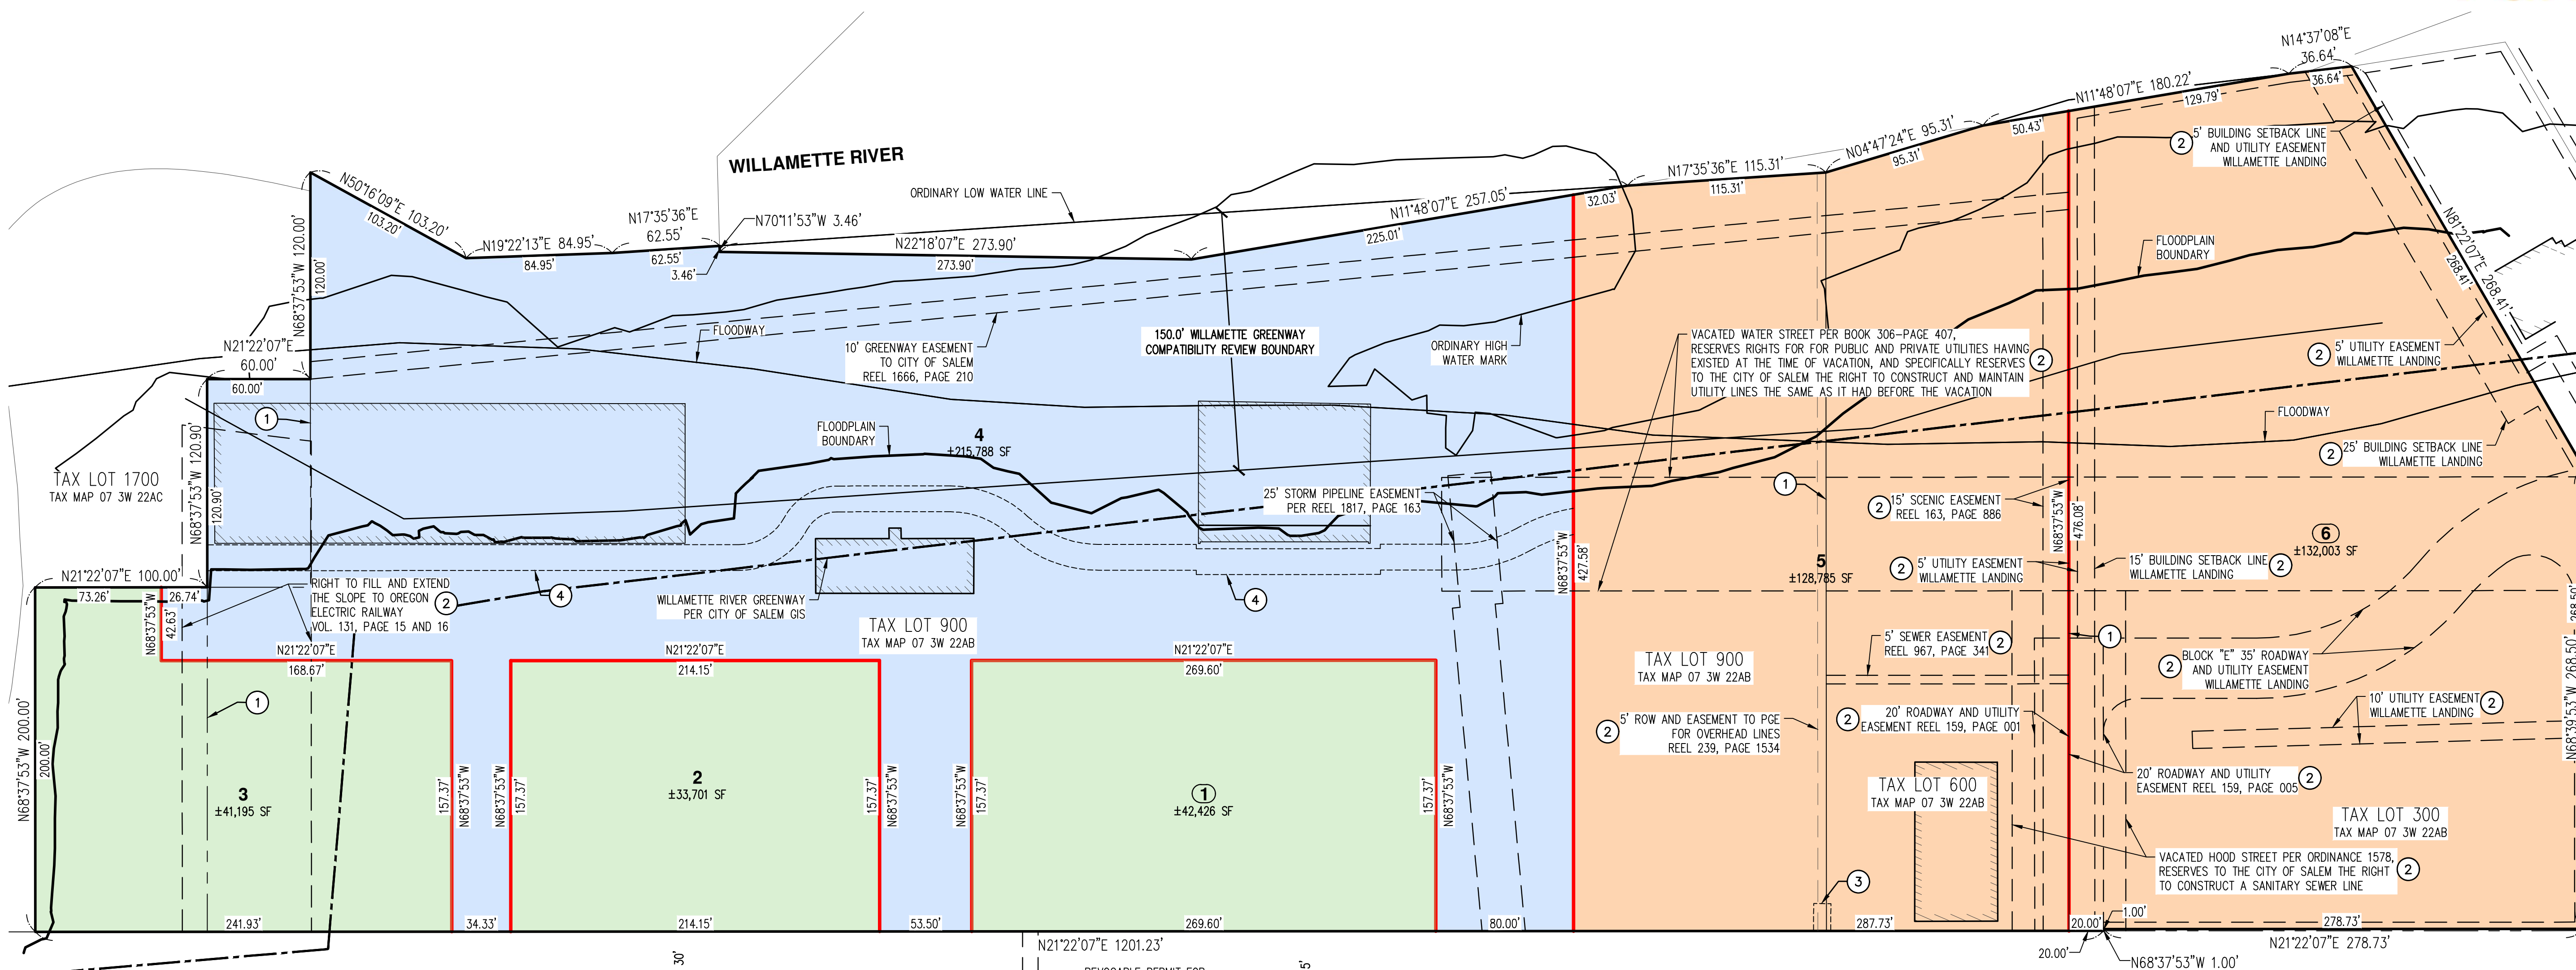 N14°37'08"E
36.64'
36.64'
N11°48'07"E 180.22'
129.79'
N04°47'24"E 95.31'
95.31'
50.43'
5' BUILDING SETBACK LINE
AND UTILITY EASEMENT
WILLAMETTE LANDING
2
WILLAMETTE RIVER
N50°16'09"E 103.20'
103.20'
N68°37'53"W 120.00'
120.00'
N19°22'13"E 84.95'
84.95'
N17°35'36"E
62.55'
62.55'
N70°11'53"W 3.46'
3.46'
ORDINARY LOW WATER LINE
N22°18'07"E 273.90'
273.90'
N11°48'07"E 257.05'
225.01'
32.03'
N17°35'36"E 115.31'
115.31'
N81°22'07"E 268.41'
268.41'
FLOODPLAIN
BOUNDARY
N21°22'07"E
60.00'
60.00'
FLOODWAY
10' GREENWAY EASEMENT
TO CITY OF SALEM
REEL 1666, PAGE 210
150.0' WILLAMETTE GREENWAY
COMPATIBILITY REVIEW BOUNDARY
ORDINARY HIGH
WATER MARK
VACATED WATER STREET PER BOOK 306-PAGE 407,
RESERVES RIGHTS FOR FOR PUBLIC AND PRIVATE UTILITIES HAVING
EXISTED AT THE TIME OF VACATION, AND SPECIFICALLY RESERVES
TO THE CITY OF SALEM THE RIGHT TO CONSTRUCT AND MAINTAIN
UTILITY LINES THE SAME AS IT HAD BEFORE THE VACATION
2
2
5' UTILITY EASEMENT
WILLAMETTE LANDING
1
FLOODPLAIN
BOUNDARY
4
±215,788 SF
FLOODWAY
2
25' BUILDING SETBACK LINE
WILLAMETTE LANDING
TAX LOT 1700
TAX MAP 07 3W 22AC
N68°37'53"W 120.90'
120.90'
25' STORM PIPELINE EASEMENT
PER REEL 1817, PAGE 163
1
2
15' SCENIC EASEMENT
REEL 163, PAGE 886
N68°37'53"W
476.08'
6
±132,003 SF
N68°37'53"W
427.58'
5
±128,785 SF
2
5' UTILITY EASEMENT
WILLAMETTE LANDING
15' BUILDING SETBACK LINE
WILLAMETTE LANDING
2
N21°22'07"E 100.00'
73.26'
26.74'
N68°37'53"W
42.63'
RIGHT TO FILL AND EXTEND
THE SLOPE TO OREGON
ELECTRIC RAILWAY
VOL. 131, PAGE 15 AND 16
2
4
WILLAMETTE RIVER GREENWAY
PER CITY OF SALEM GIS
4
TAX LOT 900
TAX MAP 07 3W 22AB
268.50'
5' SEWER EASEMENT
REEL 967, PAGE 341
2
1
N21°22'07"E
168.67'
N21°22'07"E
214.15'
N21°22'07"E
269.60'
TAX LOT 900
TAX MAP 07 3W 22AB
2
BLOCK "E" 35' ROADWAY
AND UTILITY EASEMENT
WILLAMETTE LANDING
N68°39'53"W 268.50'
1
2
5' ROW AND EASEMENT TO PGE
FOR OVERHEAD LINES
REEL 239, PAGE 1534
2
20' ROADWAY AND UTILITY
EASEMENT REEL 159, PAGE 001
10' UTILITY EASEMENT
WILLAMETTE LANDING
2
N68°37'53"W 200.00'
200.00'
3
±41,195 SF
157.37'
N68°37'53"W
N68°37'53"W
157.37'
2
±33,701 SF
157.37'
N68°37'53"W
N68°37'53"W
157.37'
1
±42,426 SF
157.37'
N68°37'53"W
TAX LOT 600
TAX MAP 07 3W 22AB
20' ROADWAY AND UTILITY
EASEMENT REEL 159, PAGE 005
2
TAX LOT 300
TAX MAP 07 3W 22AB
3
VACATED HOOD STREET PER ORDINANCE 1578,
RESERVES TO THE CITY OF SALEM THE RIGHT
TO CONSTRUCT A SANITARY SEWER LINE
2
241.93'
34.33'
214.15'
53.50'
269.60'
80.00'
287.73'
20.00'
1.00'
278.73'
N21°22'07"E 1201.23'
N21°22'07"E 278.73'
20.00'
N68°37'53"W 1.00'
30'